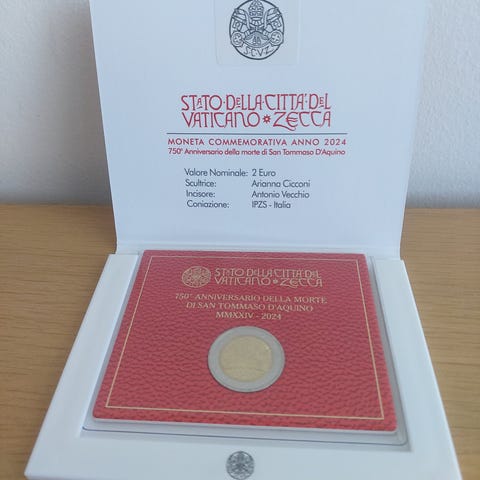 STATO·DELLA·CITTA'·DEL
VATICANO * ZECCA
MONETA COMMEMORATIVA ANNO 2024
750° Anniversario della morte di San Tommaso D'Aquino
Valore Nominale: 2 Euro
Scultrice: Arianna Cicconi
Incisore: Antonio Vecchio
Coniazione: IPZS - Italia
STATO·DELLA·CITTA'·DEL
VATICANO * ZECCA
750° ANNIVERSARIO DELLA MORTE
DI SAN TOMMASO D'AQUINO
MMXXIV - 2024